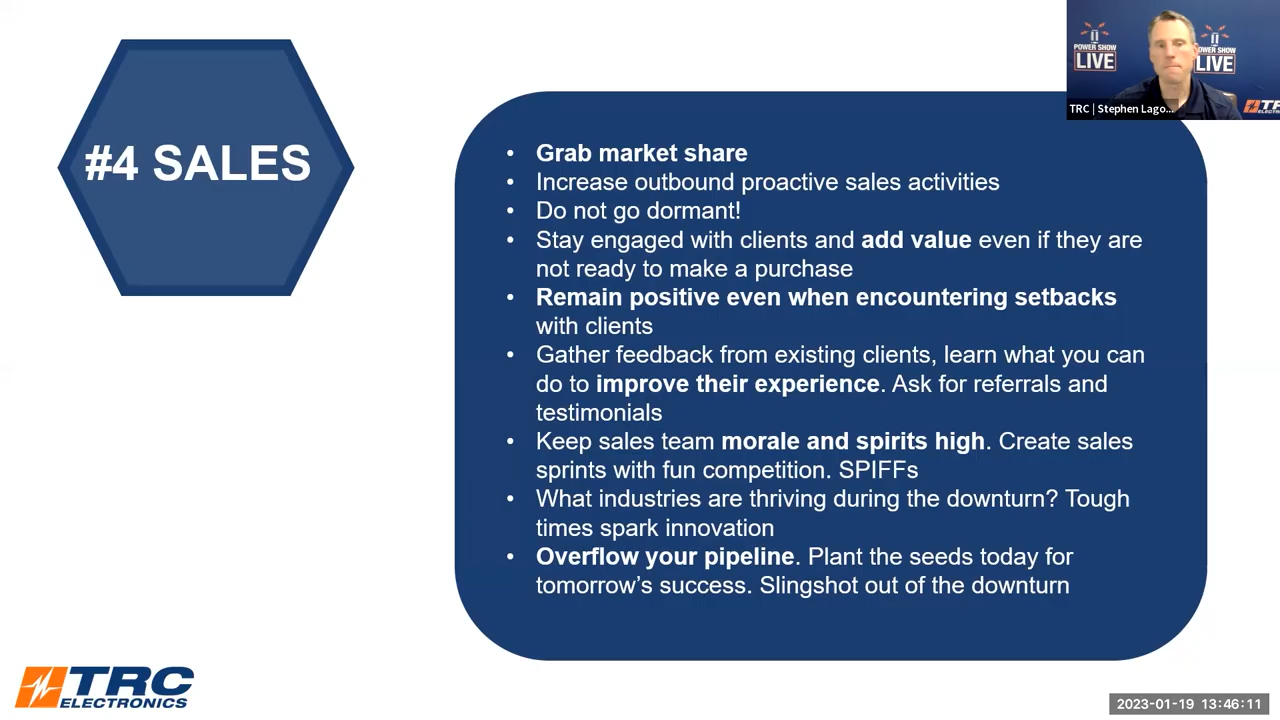 #4 SALES
POWER SHOW
LIVE
POWER SHOW
LIVE
TRC | Stephen Lago...
• Grab market share
• Increase outbound proactive sales activities
• Do not go dormant!
• Stay engaged with clients and add value even if they are
not ready to make a purchase
• Remain positive even when encountering setbacks
with clients
• Gather feedback from existing clients, learn what you can
do to improve their experience. Ask for referrals and
testimonials
• Keep sales team morale and spirits high. Create sales
sprints with fun competition. SPIFFs
• What industries are thriving during the downturn? Tough
times spark innovation
• Overflow your pipeline. Plant the seeds today for
tomorrow’s success. Slingshot out of the downturn
TRC
ELECTRONICS
2023-01-19 13:46:11